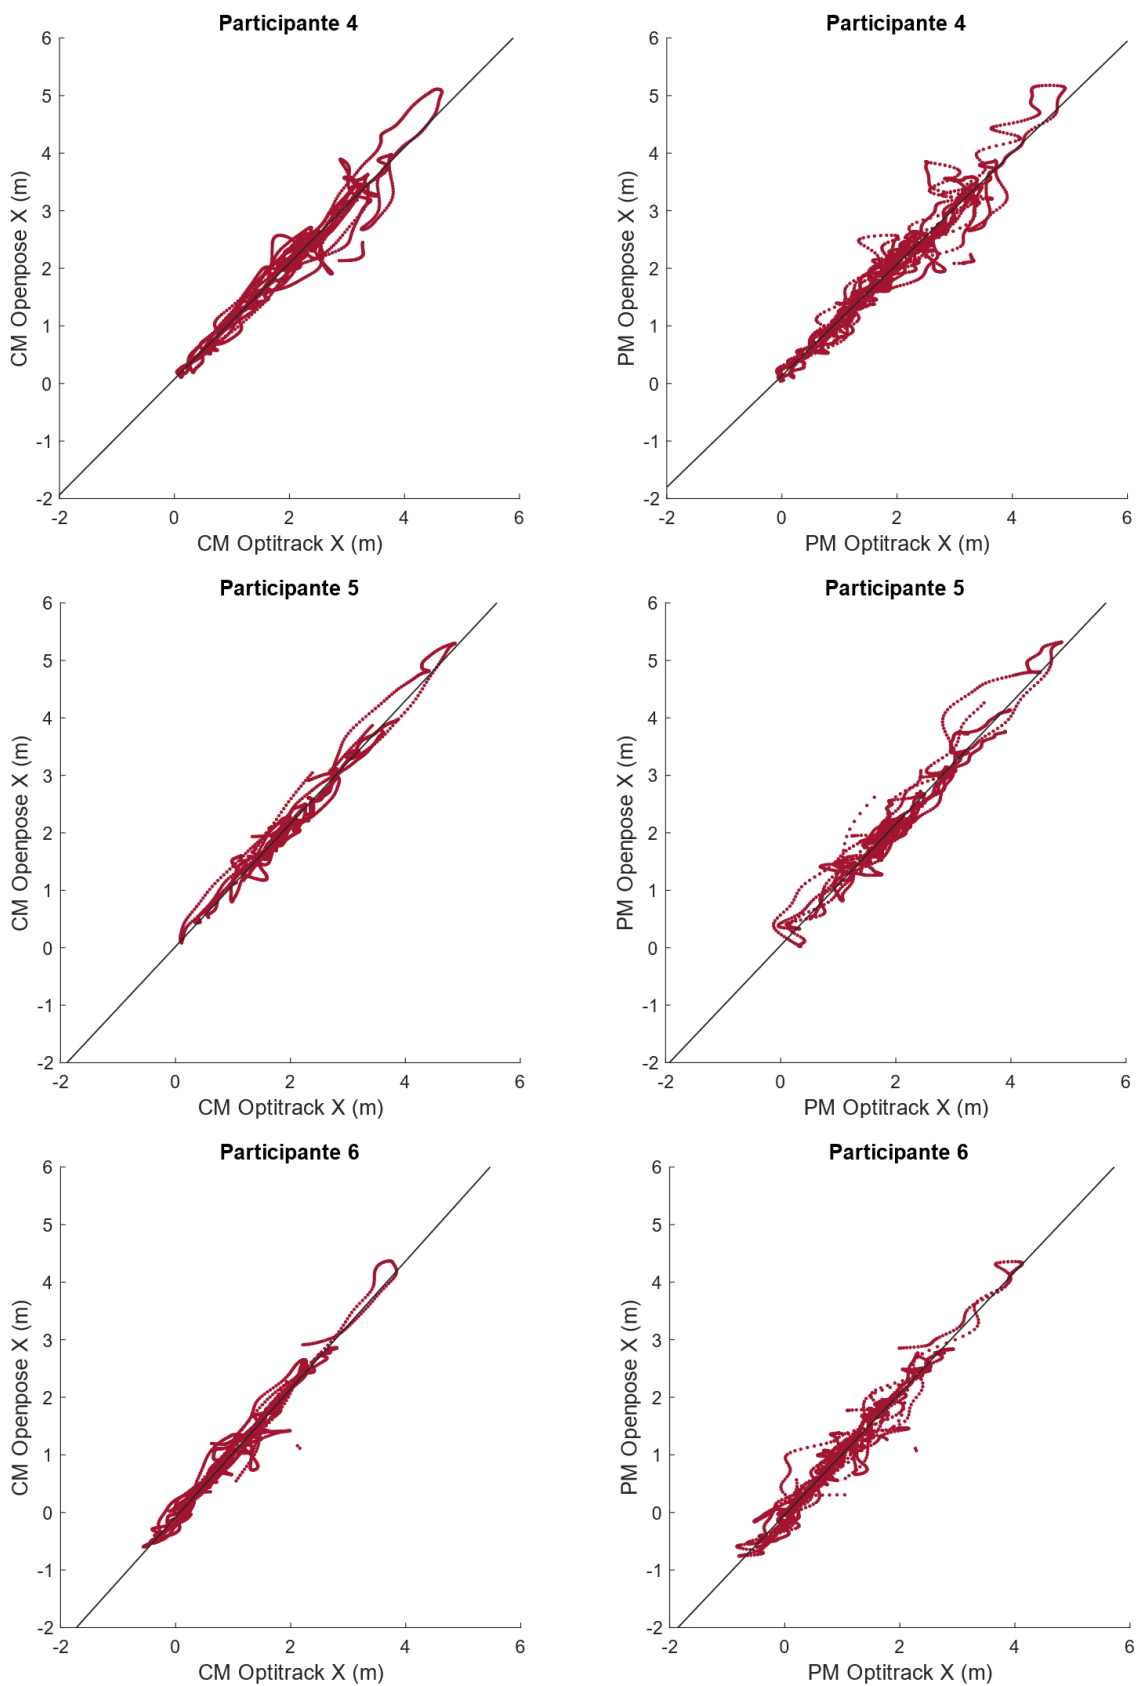 Participante 4
Participante 4
6
5
4
3
2
1
0
-1
-2
CM Openpose X (m)
-2 0 2 4 6
CM Optitrack X (m)
6
5
4
3
2
1
0
-1
-2
PM Openpose X (m)
-2 0 2 4 6
PM Optitrack X (m)
Participante 5
Participante 5
6
5
4
3
2
1
0
-1
-2
CM Openpose X (m)
-2 0 2 4 6
CM Optitrack X (m)
6
5
4
3
2
1
0
-1
-2
PM Openpose X (m)
-2 0 2 4 6
PM Optitrack X (m)
Participante 6
Participante 6
6
5
4
3
2
1
0
-1
-2
CM Openpose X (m)
-2 0 2 4 6
CM Optitrack X (m)
6
5
4
3
2
1
0
-1
-2
PM Openpose X (m)
-2 0 2 4 6
PM Optitrack X (m)